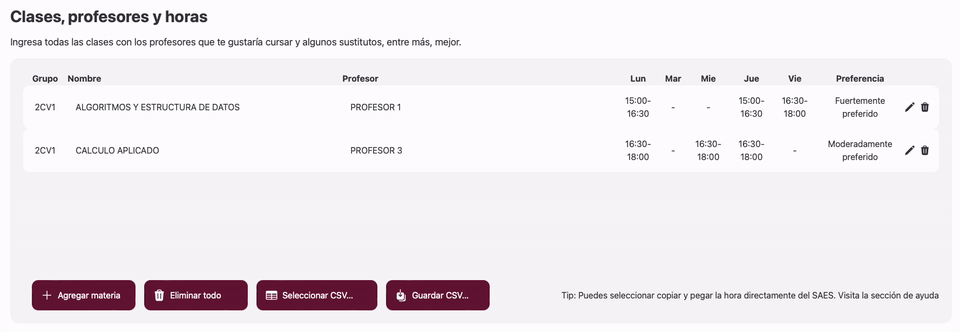 Clases, profesores y horas
Ingresa todas las clases con los profesores que te gustaría cursar y algunos sustitutos, entre más, mejor.
Grupo Nombre Profesor Lun Mar Mie Jue Vie Preferencia
2CV1 ALGORITMOS Y ESTRUCTURA DE DATOS PROFESOR 1 15:00-16:30 - - 15:00-16:30 16:30-18:00 Fuertemente preferido
2CV1 CALCULO APLICADO PROFESOR 3 16:30-18:00 - 16:30-18:00 16:30-18:00 - Moderadamente preferido
Agregar materia Eliminar todo Seleccionar CSV... Guardar CSV... Tip: Puedes seleccionar copiar y pegar la hora directamente del SAES. Visita la sección de ayuda